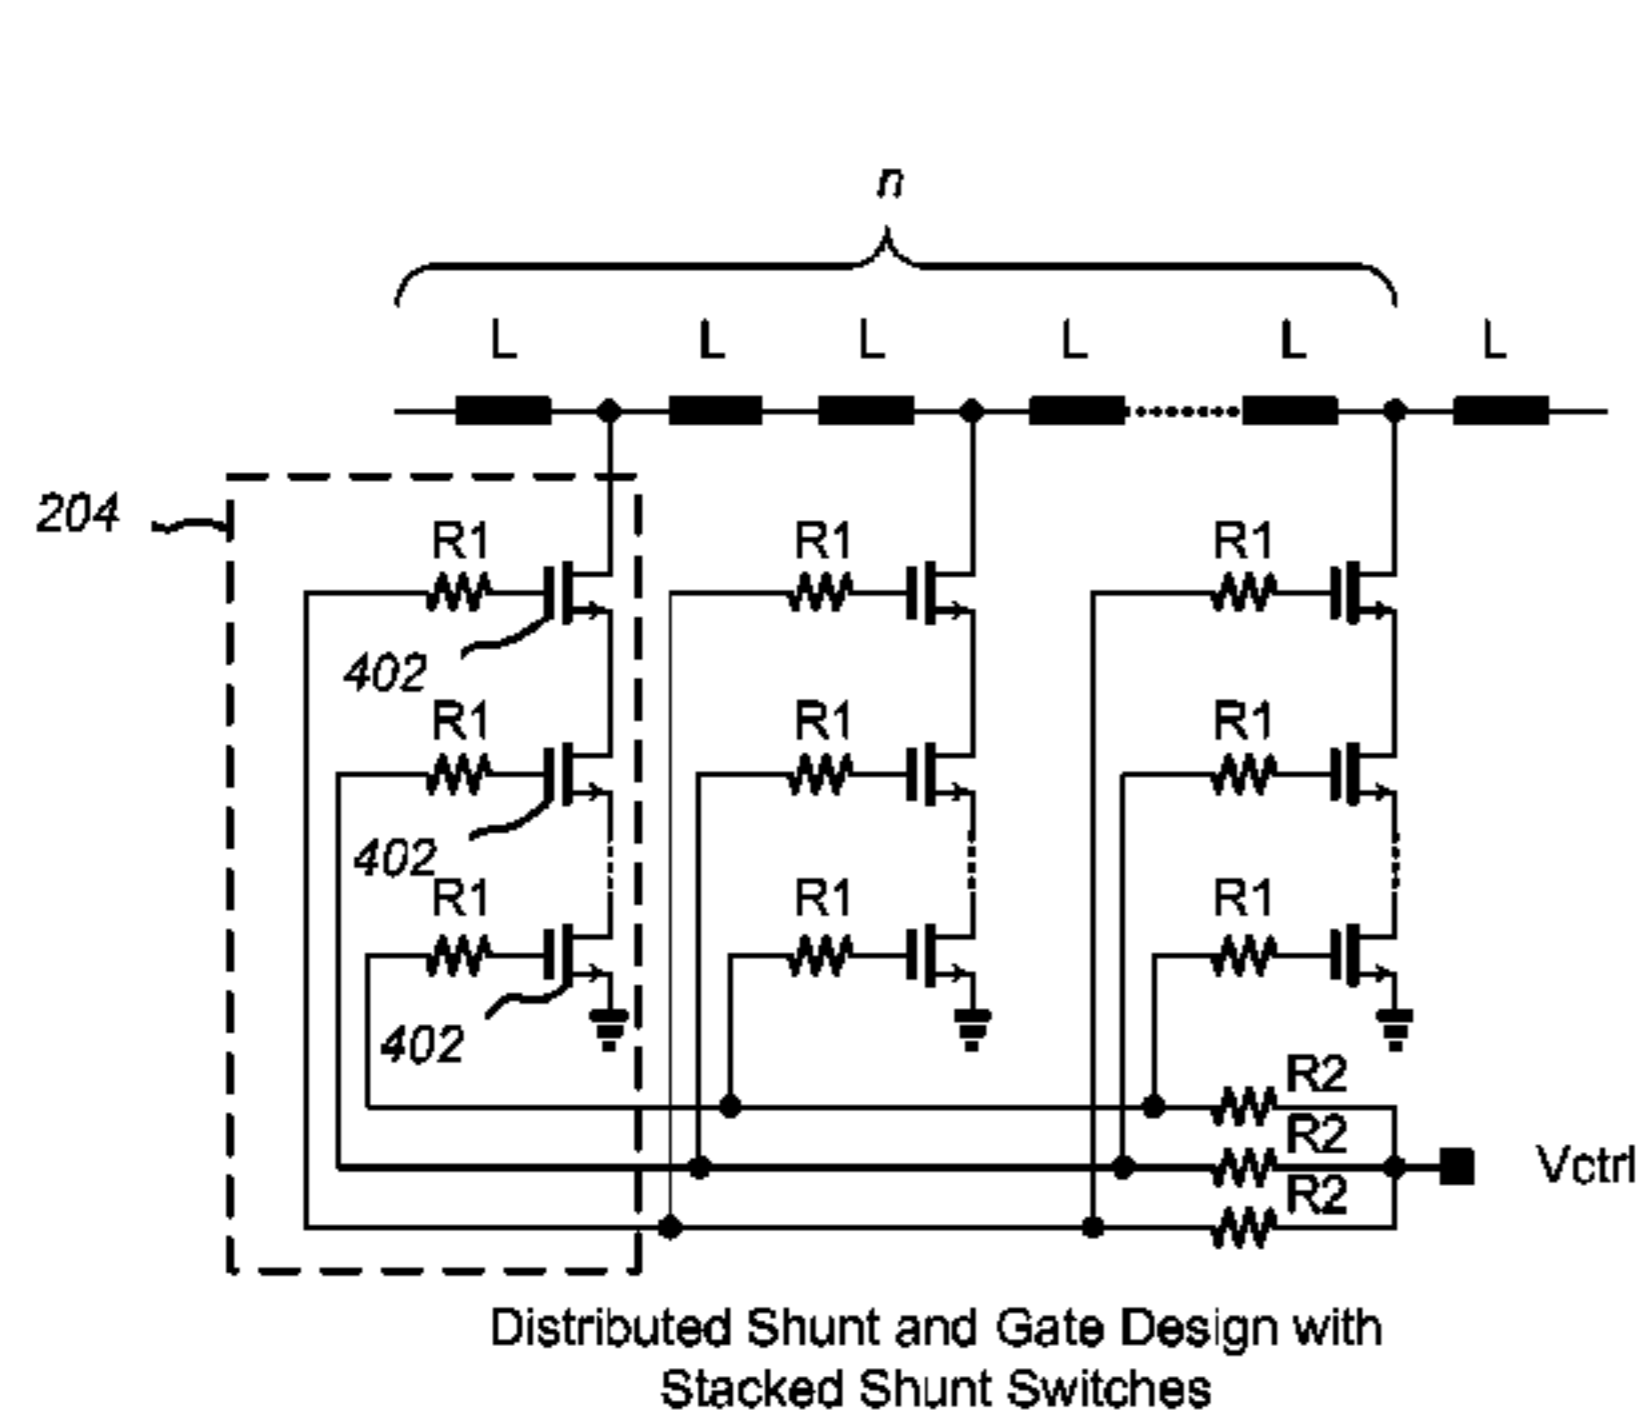 n
L L L L L L
204
R1 R1 R1
402
R1 R1 R1
402
R1 R1 R1
402
R2
R2
Vctrl
R2
Distributed Shunt and Gate Design with
Stacked Shunt Switches